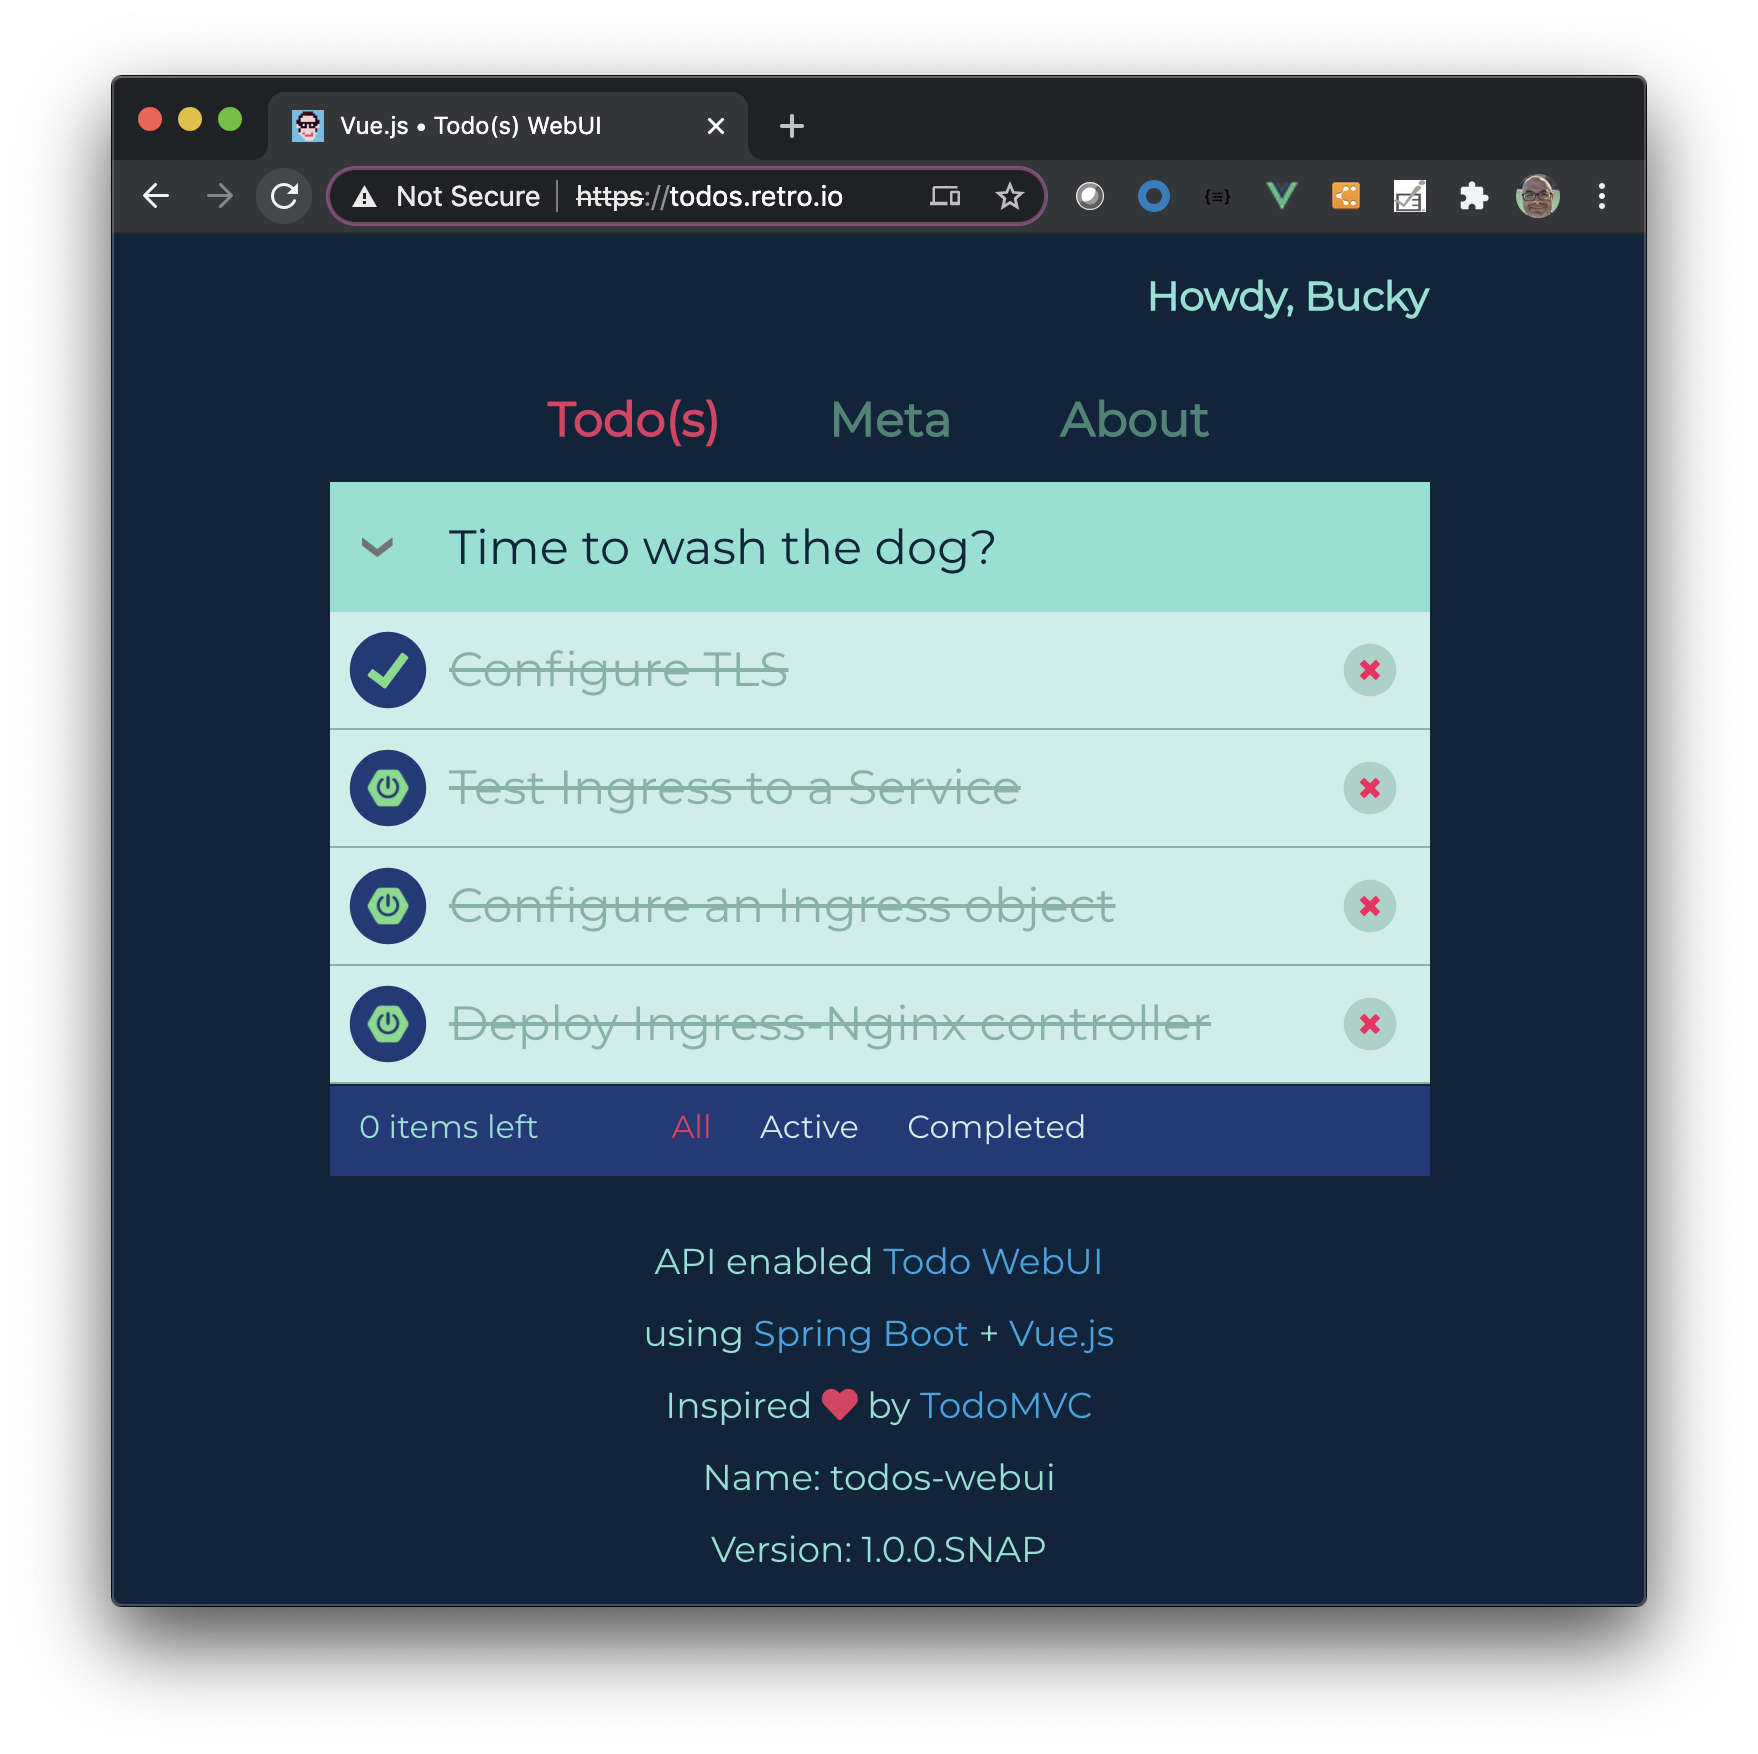 Vue.js • Todo(s) WebUI
Not Secure https://todos.retro.io
Howdy, Bucky
Todo(s) Meta About
Time to wash the dog?
Configure TLS
Test Ingress to a Service
Configure an Ingress object
Deploy Ingress-Nginx controller
0 items left All Active Completed
API enabled Todo WebUI
using Spring Boot + Vue.js
Inspired ❤ by TodoMVC
Name: todos-webui
Version: 1.0.0.SNAP